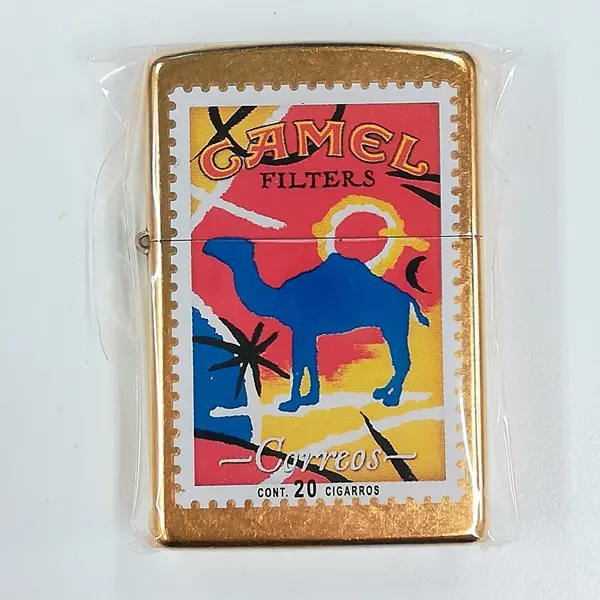 CAMEL
FILTERS
—Correos—
CONT. 20 CIGARROS